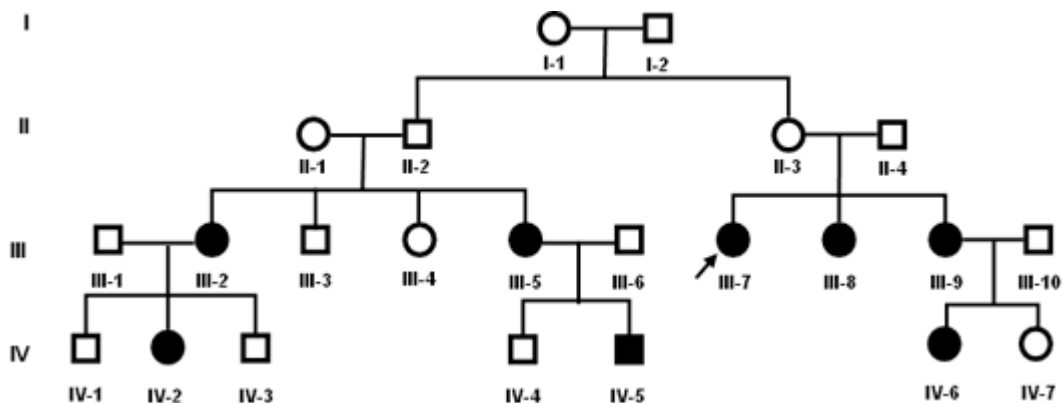 I
I-1 I-2
II
II-1 II-2 II-3 II-4
III
III-1 III-2 III-3 III-4 III-5 III-6 III-7 III-8 III-9 III-10
IV
IV-1 IV-2 IV-3 IV-4 IV-5 IV-6 IV-7